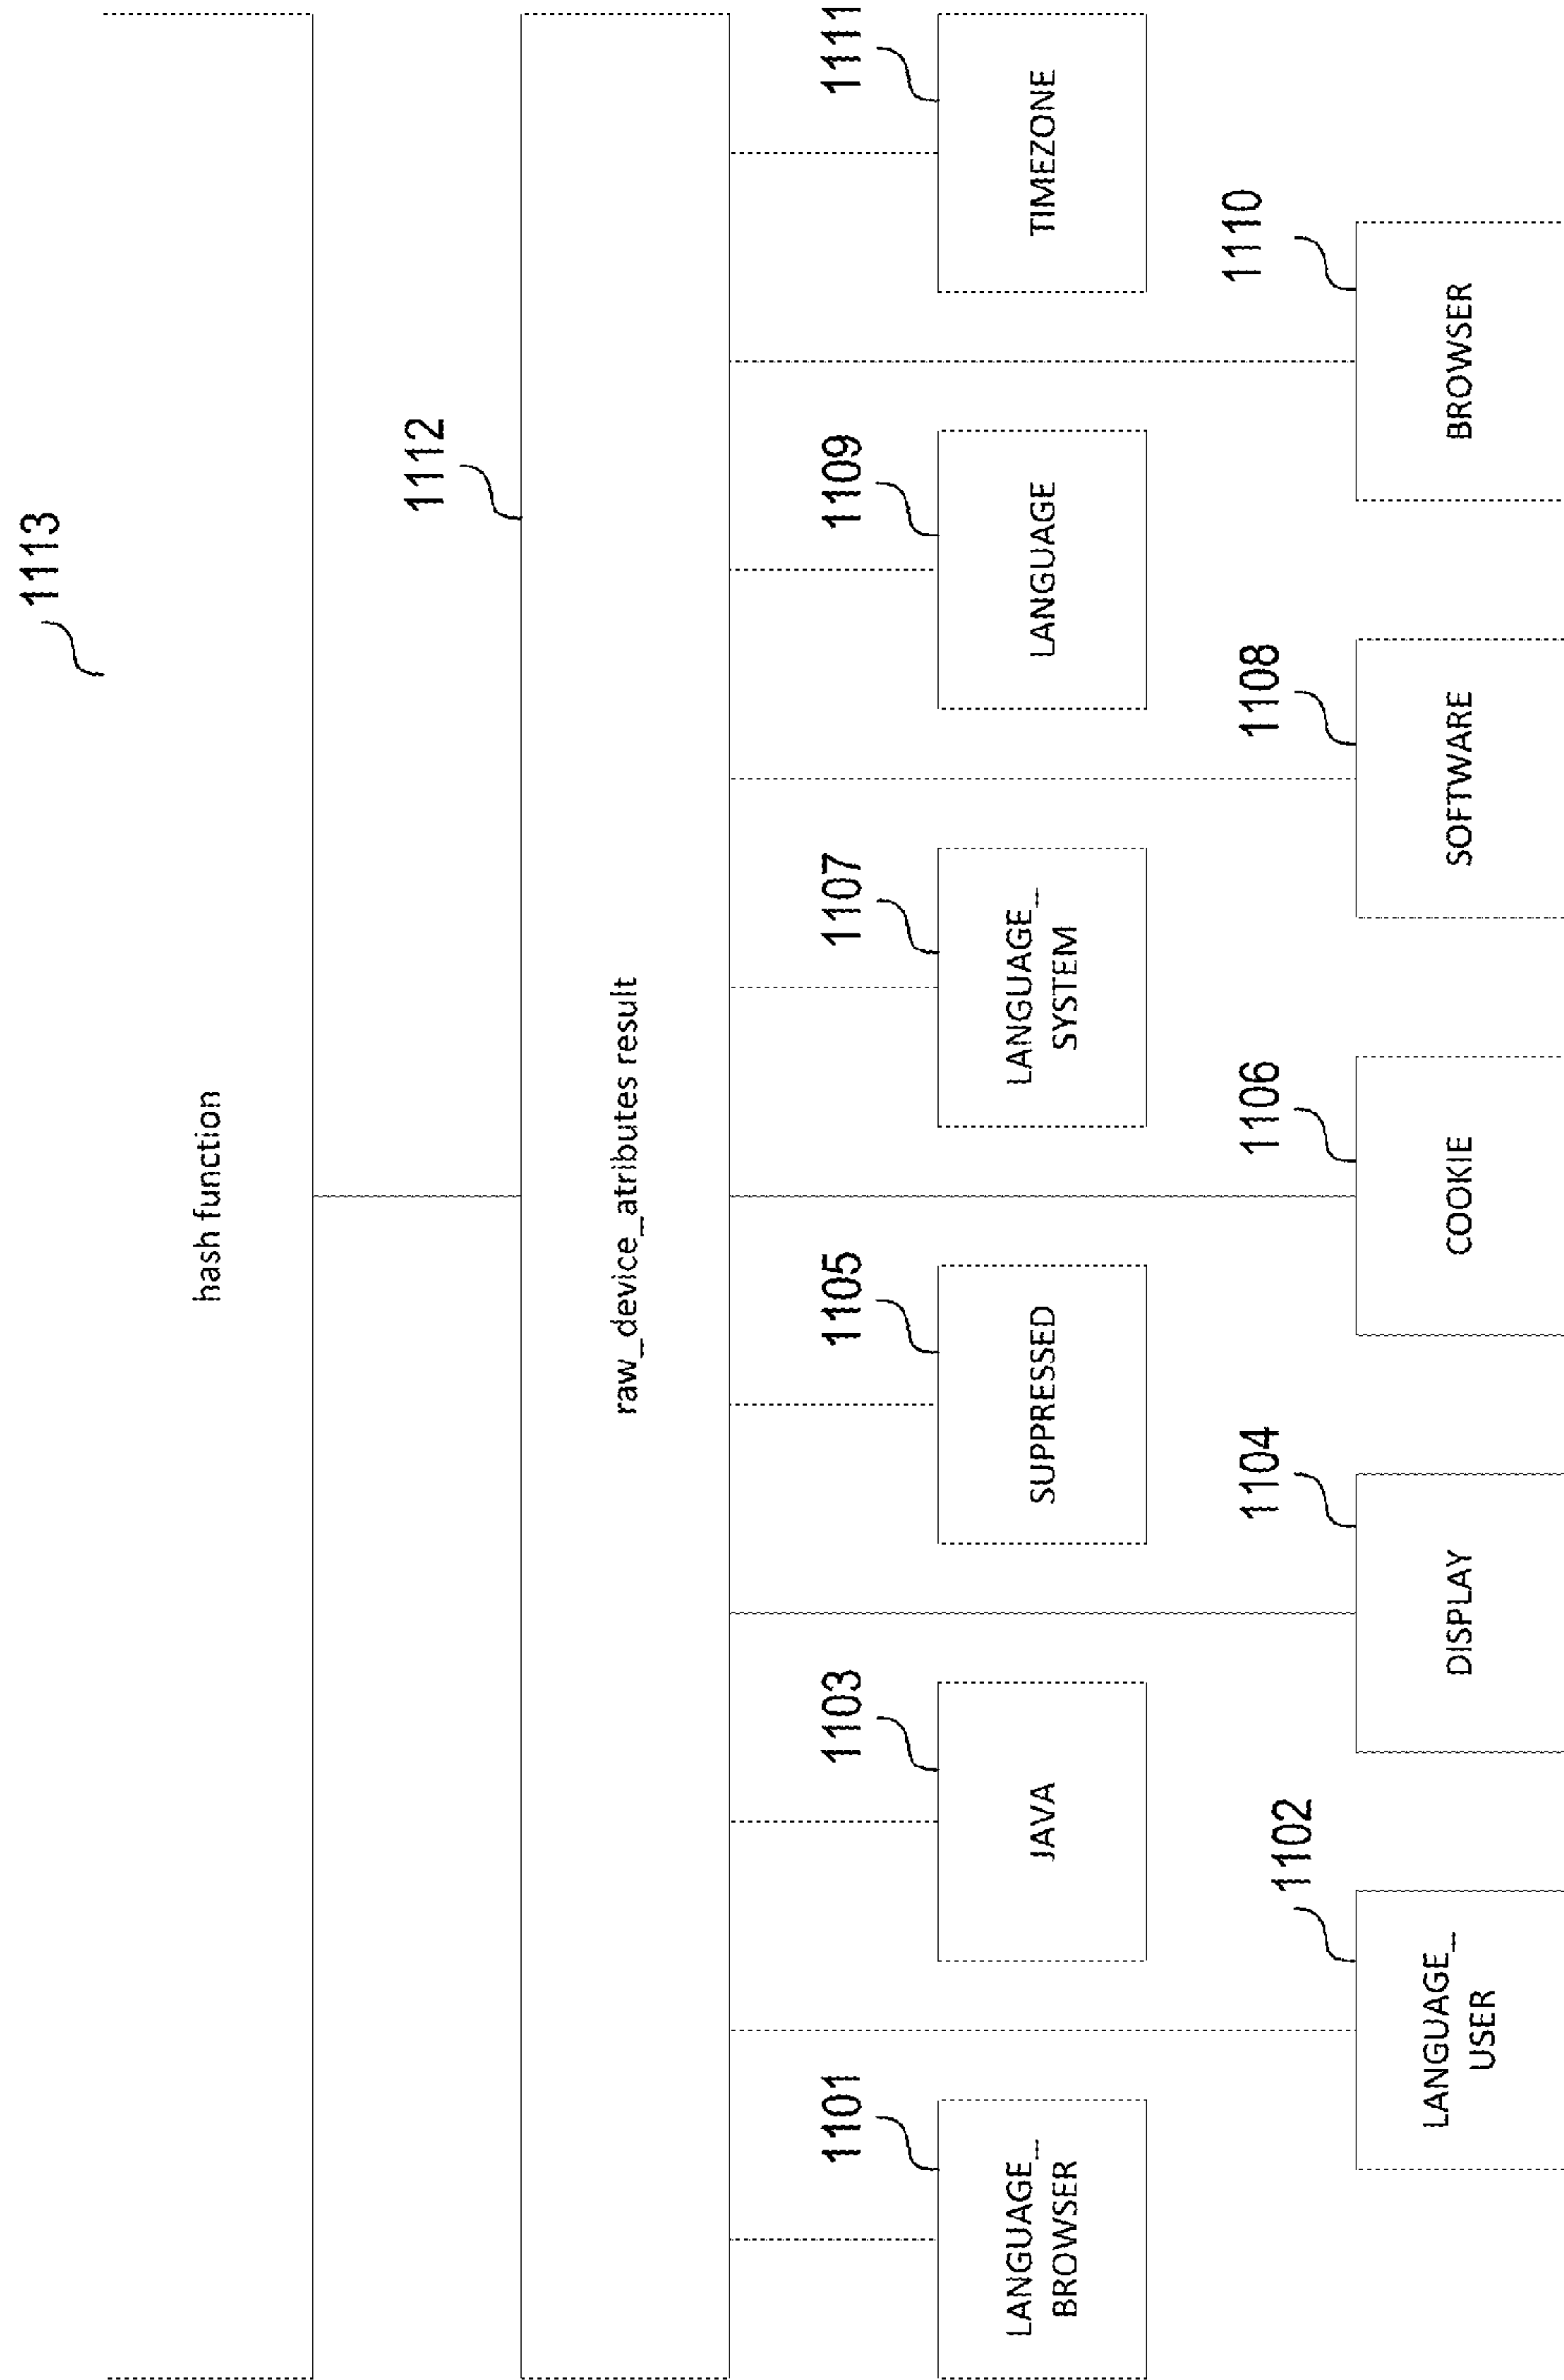 1113
hash function
1112
raw_device_atributes result
1101
LANGUAGE_
BROWSER
1103
JAVA
1105
SUPPRESSED
1107
LANGUAGE_
SYSTEM
1109
LANGUAGE
1111
TIMEZONE
1102
LANGUAGE_
USER
1104
DISPLAY
1106
COOKIE
1108
SOFTWARE
1110
BROWSER